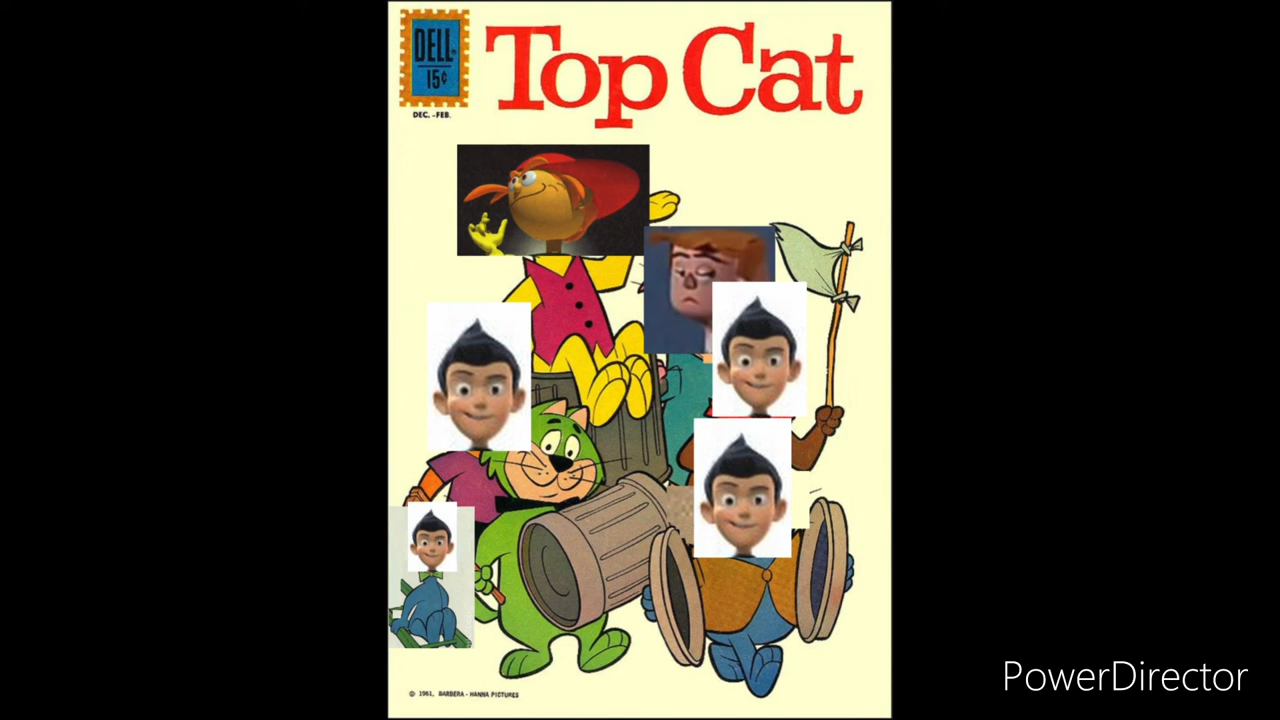 DELL
15¢
Top Cat
DEC. - FEB.
© 1961, BARBERA - HANNA PICTURES
PowerDirector